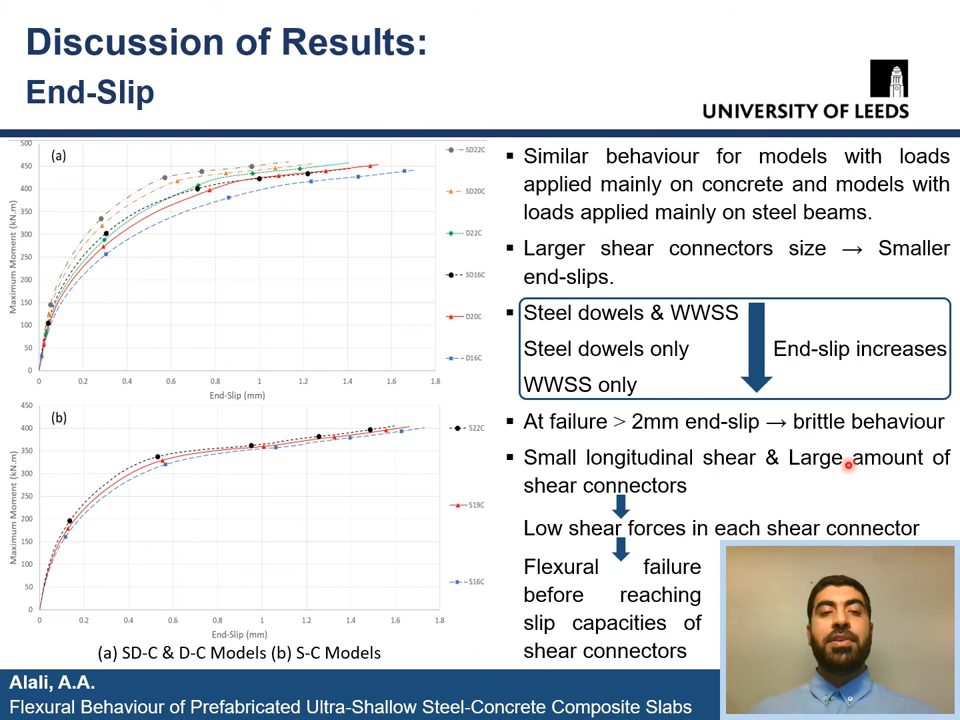 Discussion of Results:
End-Slip
UNIVERSITY OF LEEDS
(a)
500
450
400
350
300
250
200
150
100
50
0
Maximum Moment (kN.m)
0 0.2 0.4 0.6 0.8 1 1.2 1.4 1.6 1.8
End-Slip (mm)
SD22C
SD20C
D22C
SD16C
D20C
D16C
(b)
450
400
350
300
250
200
150
100
50
0
Maximum Moment (kN.m)
0 0.2 0.4 0.6 0.8 1 1.2 1.4 1.6 1.8
End-Slip (mm)
S22C
S19C
S16C
(a) SD-C & D-C Models (b) S-C Models
▪ Similar behaviour for models with loads
applied mainly on concrete and models with
loads applied mainly on steel beams.
▪ Larger shear connectors size → Smaller
end-slips.
▪ Steel dowels & WWSS
Steel dowels only End-slip increases
WWSS only
▪ At failure > 2mm end-slip → brittle behaviour
▪ Small longitudinal shear & Large amount of
shear connectors
Low shear forces in each shear connector
Flexural failure
before reaching
slip capacities of
shear connectors
Alali, A.A.
Flexural Behaviour of Prefabricated Ultra-Shallow Steel-Concrete Composite Slabs